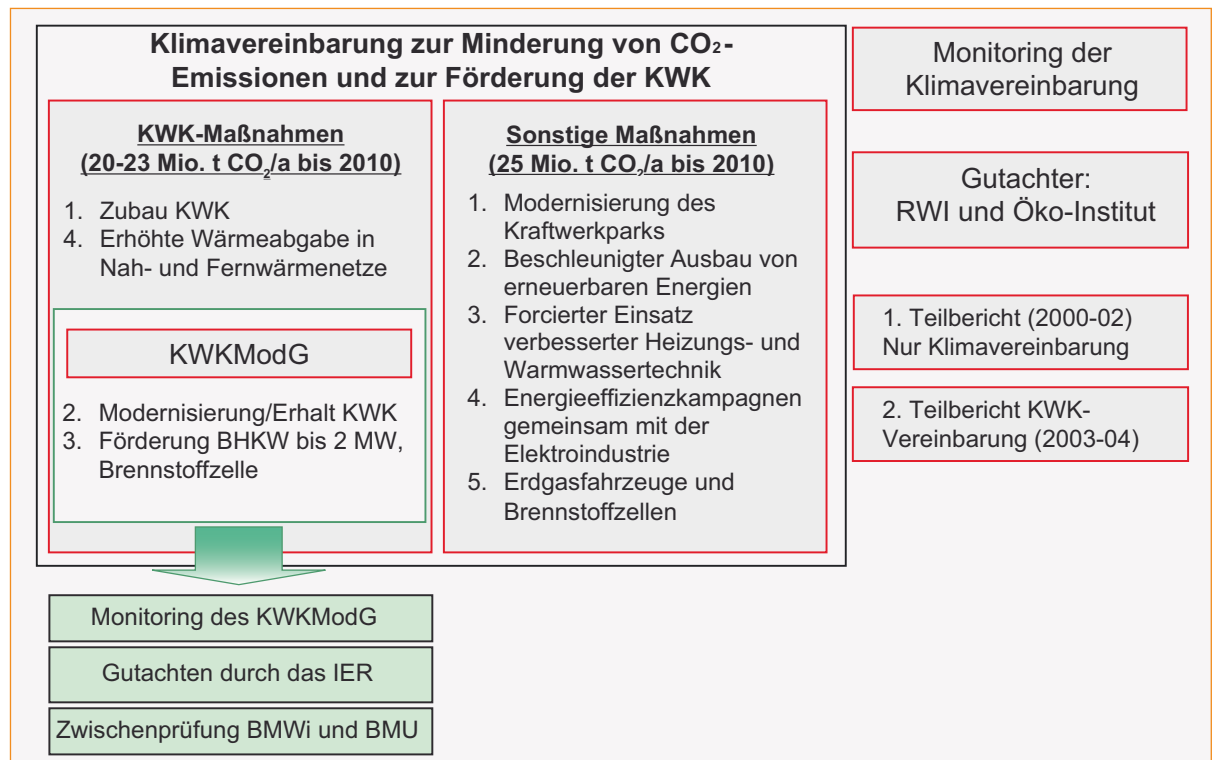 Klimavereinbarung zur Minderung von CO₂-
Emissionen und zur Förderung der KWK
KWK-Maßnahmen
(20-23 Mio. t CO₂/a bis 2010)
1. Zubau KWK
4. Erhöhte Wärmeabgabe in
Nah- und Fernwärmenetze
KWKModG
2. Modernisierung/Erhalt KWK
3. Förderung BHKW bis 2 MW,
Brennstoffzelle
Sonstige Maßnahmen
(25 Mio. t CO₂/a bis 2010)
1. Modernisierung des
Kraftwerkparks
2. Beschleunigter Ausbau von
erneuerbaren Energien
3. Forcierter Einsatz
verbesserter Heizungs- und
Warmwassertechnik
4. Energieeffizienzkampagnen
gemeinsam mit der
Elektroindustrie
5. Erdgasfahrzeuge und
Brennstoffzellen
Monitoring der
Klimavereinbarung
Gutachter:
RWI und Öko-Institut
1. Teilbericht (2000-02)
Nur Klimavereinbarung
2. Teilbericht KWK-
Vereinbarung (2003-04)
Monitoring des KWKModG
Gutachten durch das IER
Zwischenprüfung BMWi und BMU